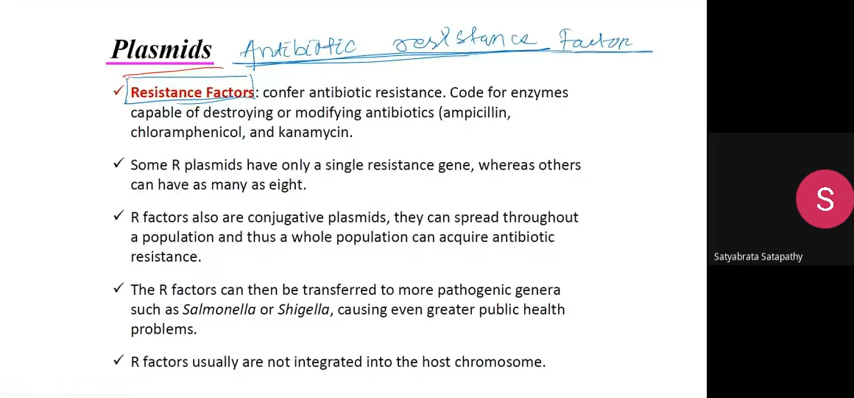 Plasmids Antibiotic resistance Factor
✓ Resistance Factors: confer antibiotic resistance. Code for enzymes
capable of destroying or modifying antibiotics (ampicillin,
chloramphenicol, and kanamycin.
✓ Some R plasmids have only a single resistance gene, whereas others
can have as many as eight.
✓ R factors also are conjugative plasmids, they can spread throughout
a population and thus a whole population can acquire antibiotic
resistance.
✓ The R factors can then be transferred to more pathogenic genera
such as Salmonella or Shigella, causing even greater public health
problems.
✓ R factors usually are not integrated into the host chromosome.
S
Satyabrata Satapathy